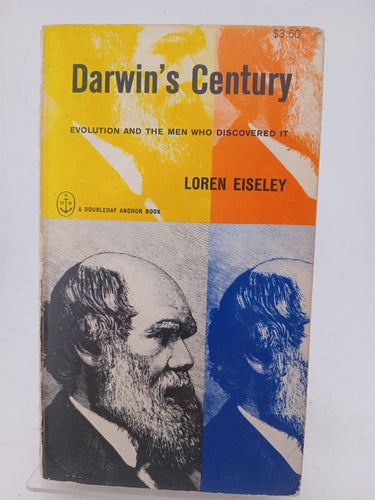 $3.50
Darwin's Century
EVOLUTION AND THE MEN WHO DISCOVERED IT
LOREN EISELEY
A DOUBLEDAY ANCHOR BOOK